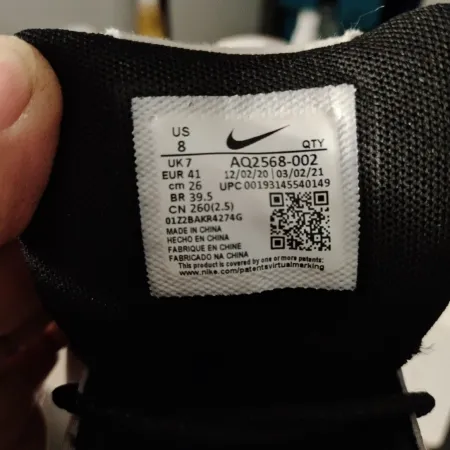 US
8
QTY
UK 7 AQ2568-002
EUR 41 12/02/20 03/02/21
cm 26 UPC 00193145540149
BR 39.5
CN 260(2.5)
01Z2BAKR4274G
MADE IN CHINA
HECHO EN CHINA
FABRIQUE EN CHINE
FABRICADO NA CHINA
This product is covered by one or more patents:
www.nike.com/patentsvirtualmarking